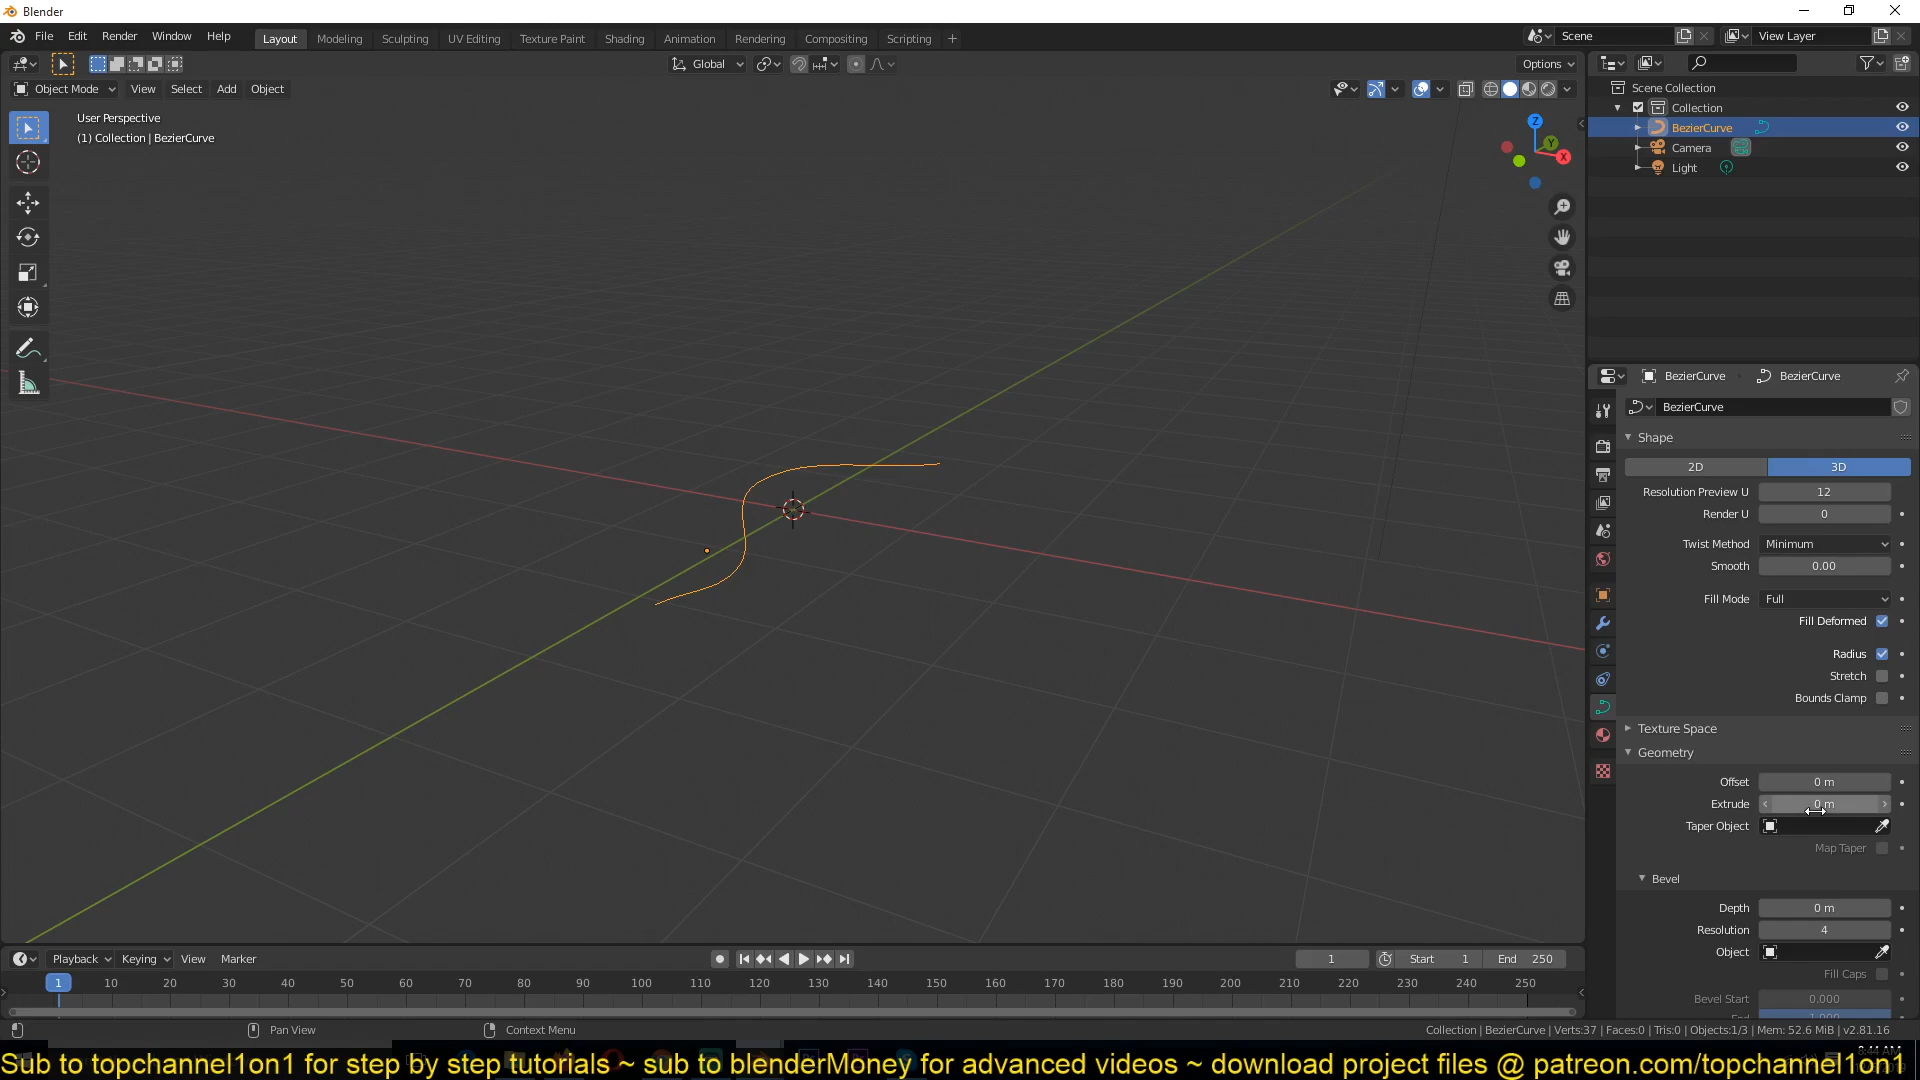 Blender
File Edit Render Window Help
Layout Modeling Sculpting UV Editing Texture Paint Shading Animation Rendering Compositing Scripting +
Scene
View Layer
Global
Options
Object Mode View Select Add Object
User Perspective
(1) Collection | BezierCurve
Z
Y
X
Scene Collection
Collection
BezierCurve
Camera
Light
BezierCurve BezierCurve
BezierCurve
Shape
2D 3D
Resolution Preview U 12
Render U 0
Twist Method Minimum
Smooth 0.00
Fill Mode Full
Fill Deformed
Radius
Stretch
Bounds Clamp
Texture Space
Geometry
Offset 0 m
Extrude 0 m
Taper Object
Map Taper
Bevel
Depth 0 m
Resolution 4
Object
Fill Caps
Bevel Start 0.000
Playback Keying View Marker
1 Start 1 End 250
1 10 20 30 40 50 60 70 80 90 100 110 120 130 140 150 160 170 180 190 200 210 220 230 240 250
Pan View Context Menu
Collection | BezierCurve | Verts:37 | Faces:0 | Tris:0 | Objects:1/3 | Mem: 52.6 MiB | v2.81.16
Sub to topchannel1on1 for step by step tutorials ~ sub to blenderMoney for advanced videos ~ download project files @ patreon.com/topchannel1on1